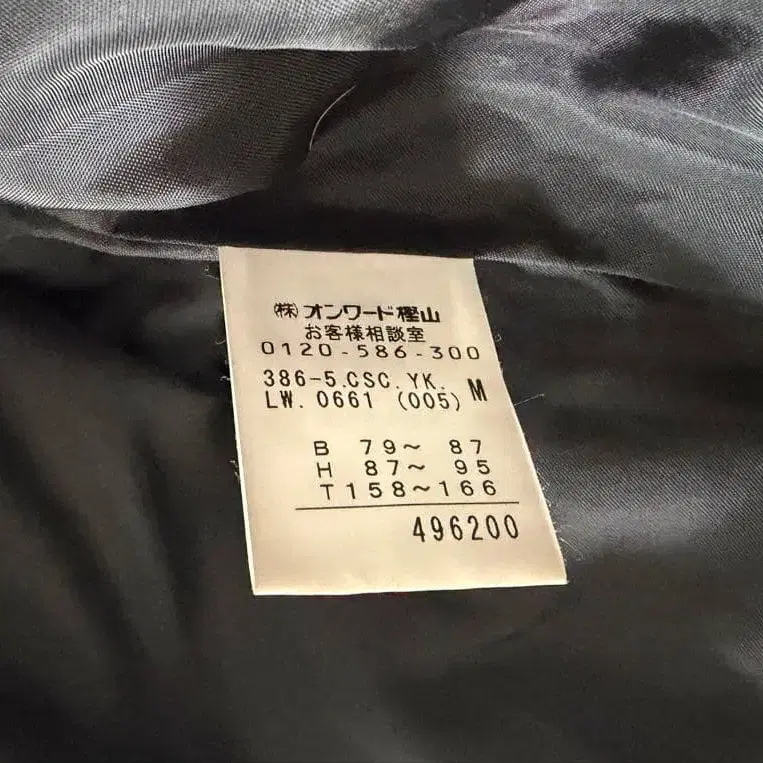 ㈱オンワード樫山
お客様相談室
0120-586-300
386-5.CSC.YK. M
LW.0661 (005)
B 79～ 87
H 87～ 95
T158～166
496200